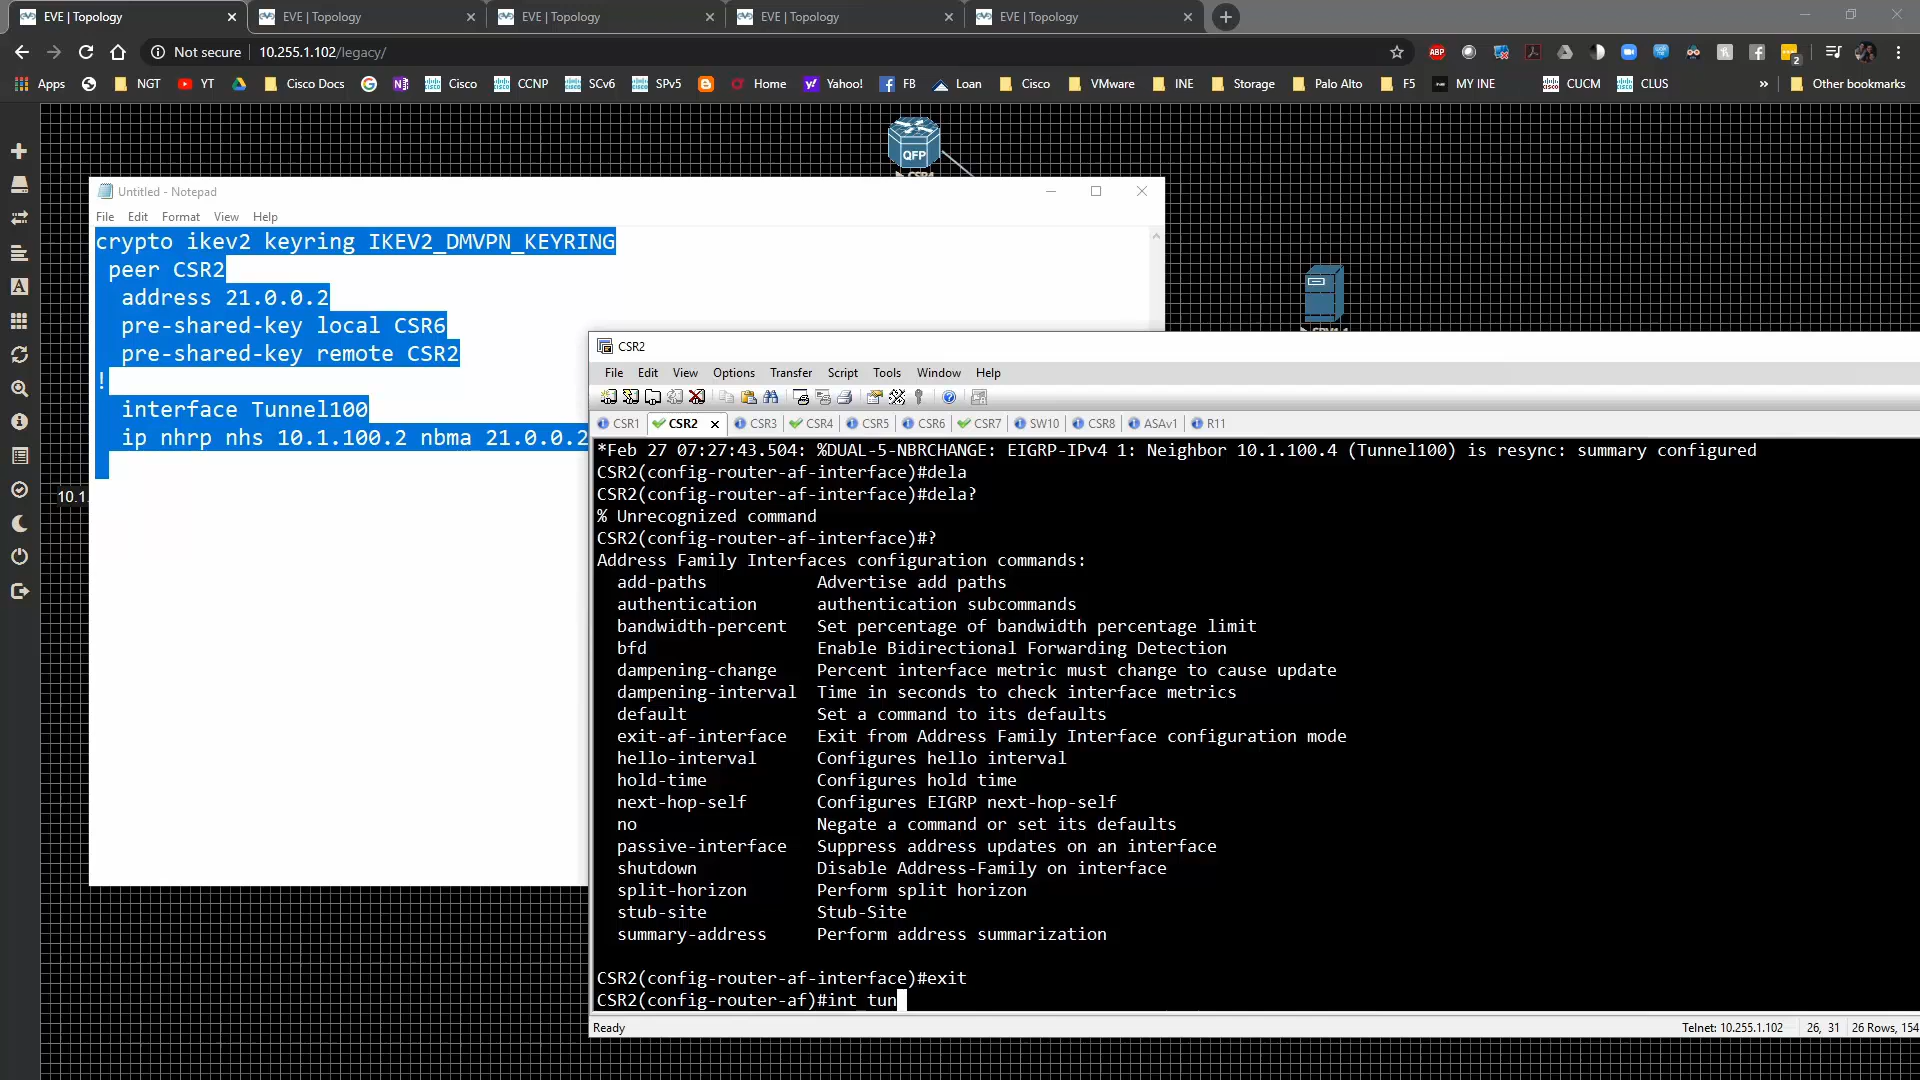 EVE | Topology
EVE | Topology
EVE | Topology
EVE | Topology
EVE | Topology
Not secure
10.255.1.102/legacy/
Apps NGT YT Cisco Docs Cisco CCNP SCv6 SPv5 Home Yahoo! FB Loan Cisco VMware INE Storage Palo Alto F5 MY INE CUCM CLUS » Other bookmarks
QFP
Untitled - Notepad
File Edit Format View Help
crypto ikev2 keyring IKEV2_DMVPN_KEYRING
peer CSR2
address 21.0.0.2
pre-shared-key local CSR6
pre-shared-key remote CSR2
!
interface Tunnel100
ip nhrp nhs 10.1.100.2 nbma 21.0.0.2
10.1.
CSR2
File Edit View Options Transfer Script Tools Window Help
CSR1 CSR2 CSR3 CSR4 CSR5 CSR6 CSR7 SW10 CSR8 ASAv1 R11
*Feb 27 07:27:43.504: %DUAL-5-NBRCHANGE: EIGRP-IPv4 1: Neighbor 10.1.100.4 (Tunnel100) is resync: summary configured
CSR2(config-router-af-interface)#dela
CSR2(config-router-af-interface)#dela?
% Unrecognized command
CSR2(config-router-af-interface)#?
Address Family Interfaces configuration commands:
add-paths Advertise add paths
authentication authentication subcommands
bandwidth-percent Set percentage of bandwidth percentage limit
bfd Enable Bidirectional Forwarding Detection
dampening-change Percent interface metric must change to cause update
dampening-interval Time in seconds to check interface metrics
default Set a command to its defaults
exit-af-interface Exit from Address Family Interface configuration mode
hello-interval Configures hello interval
hold-time Configures hold time
next-hop-self Configures EIGRP next-hop-self
no Negate a command or set its defaults
passive-interface Suppress address updates on an interface
shutdown Disable Address-Family on interface
split-horizon Perform split horizon
stub-site Stub-Site
summary-address Perform address summarization
CSR2(config-router-af-interface)#exit
CSR2(config-router-af)#int tun
Ready
Telnet: 10.255.1.102 26, 31 26 Rows, 154